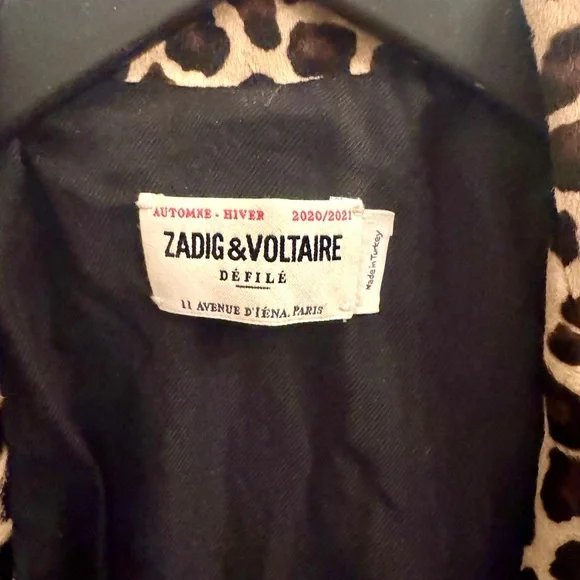 AUTOMNE - HIVER 2020/2021
ZADIG&VOLTAIRE
DÉFILÉ
11 AVENUE D'IÉNA. PARIS
Made in Turkey